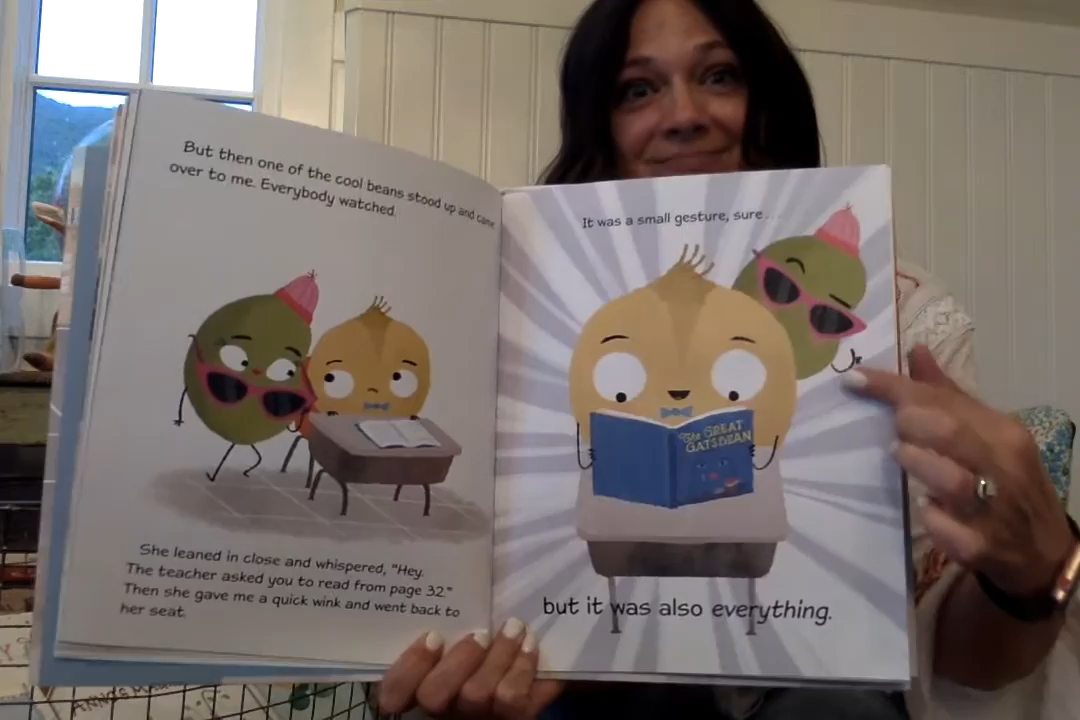 But then one of the cool beans stood up and came
over to me. Everybody watched.
She leaned in close and whispered, "Hey.
The teacher asked you to read from page 32."
Then she gave me a quick wink and went back to
her seat.
It was a small gesture, sure...
The GREAT
GATSBEAN
but it was also everything.